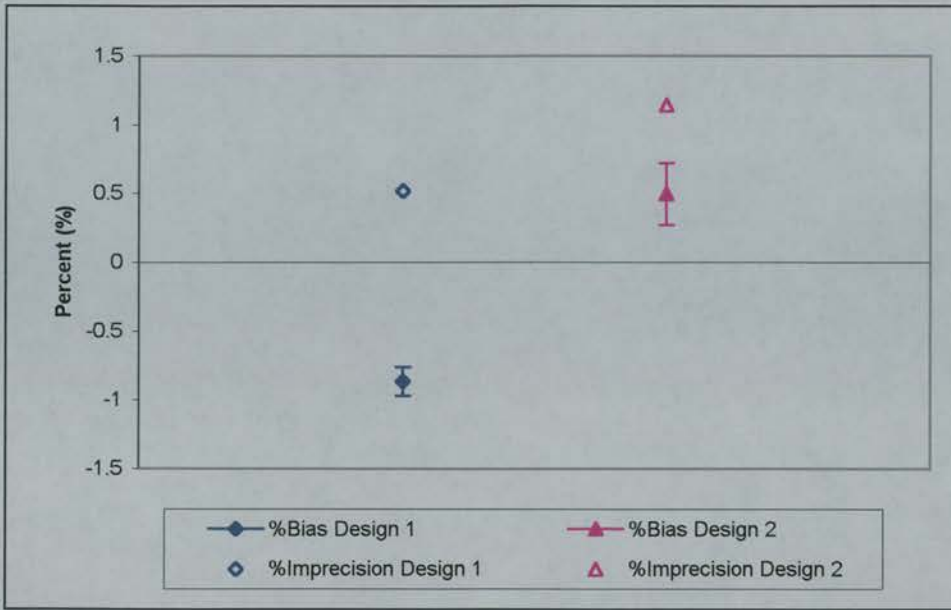 1.5
1
0.5
0
-0.5
-1
-1.5
Percent (%)
%Bias Design 1
%Bias Design 2
%Imprecision Design 1
%Imprecision Design 2